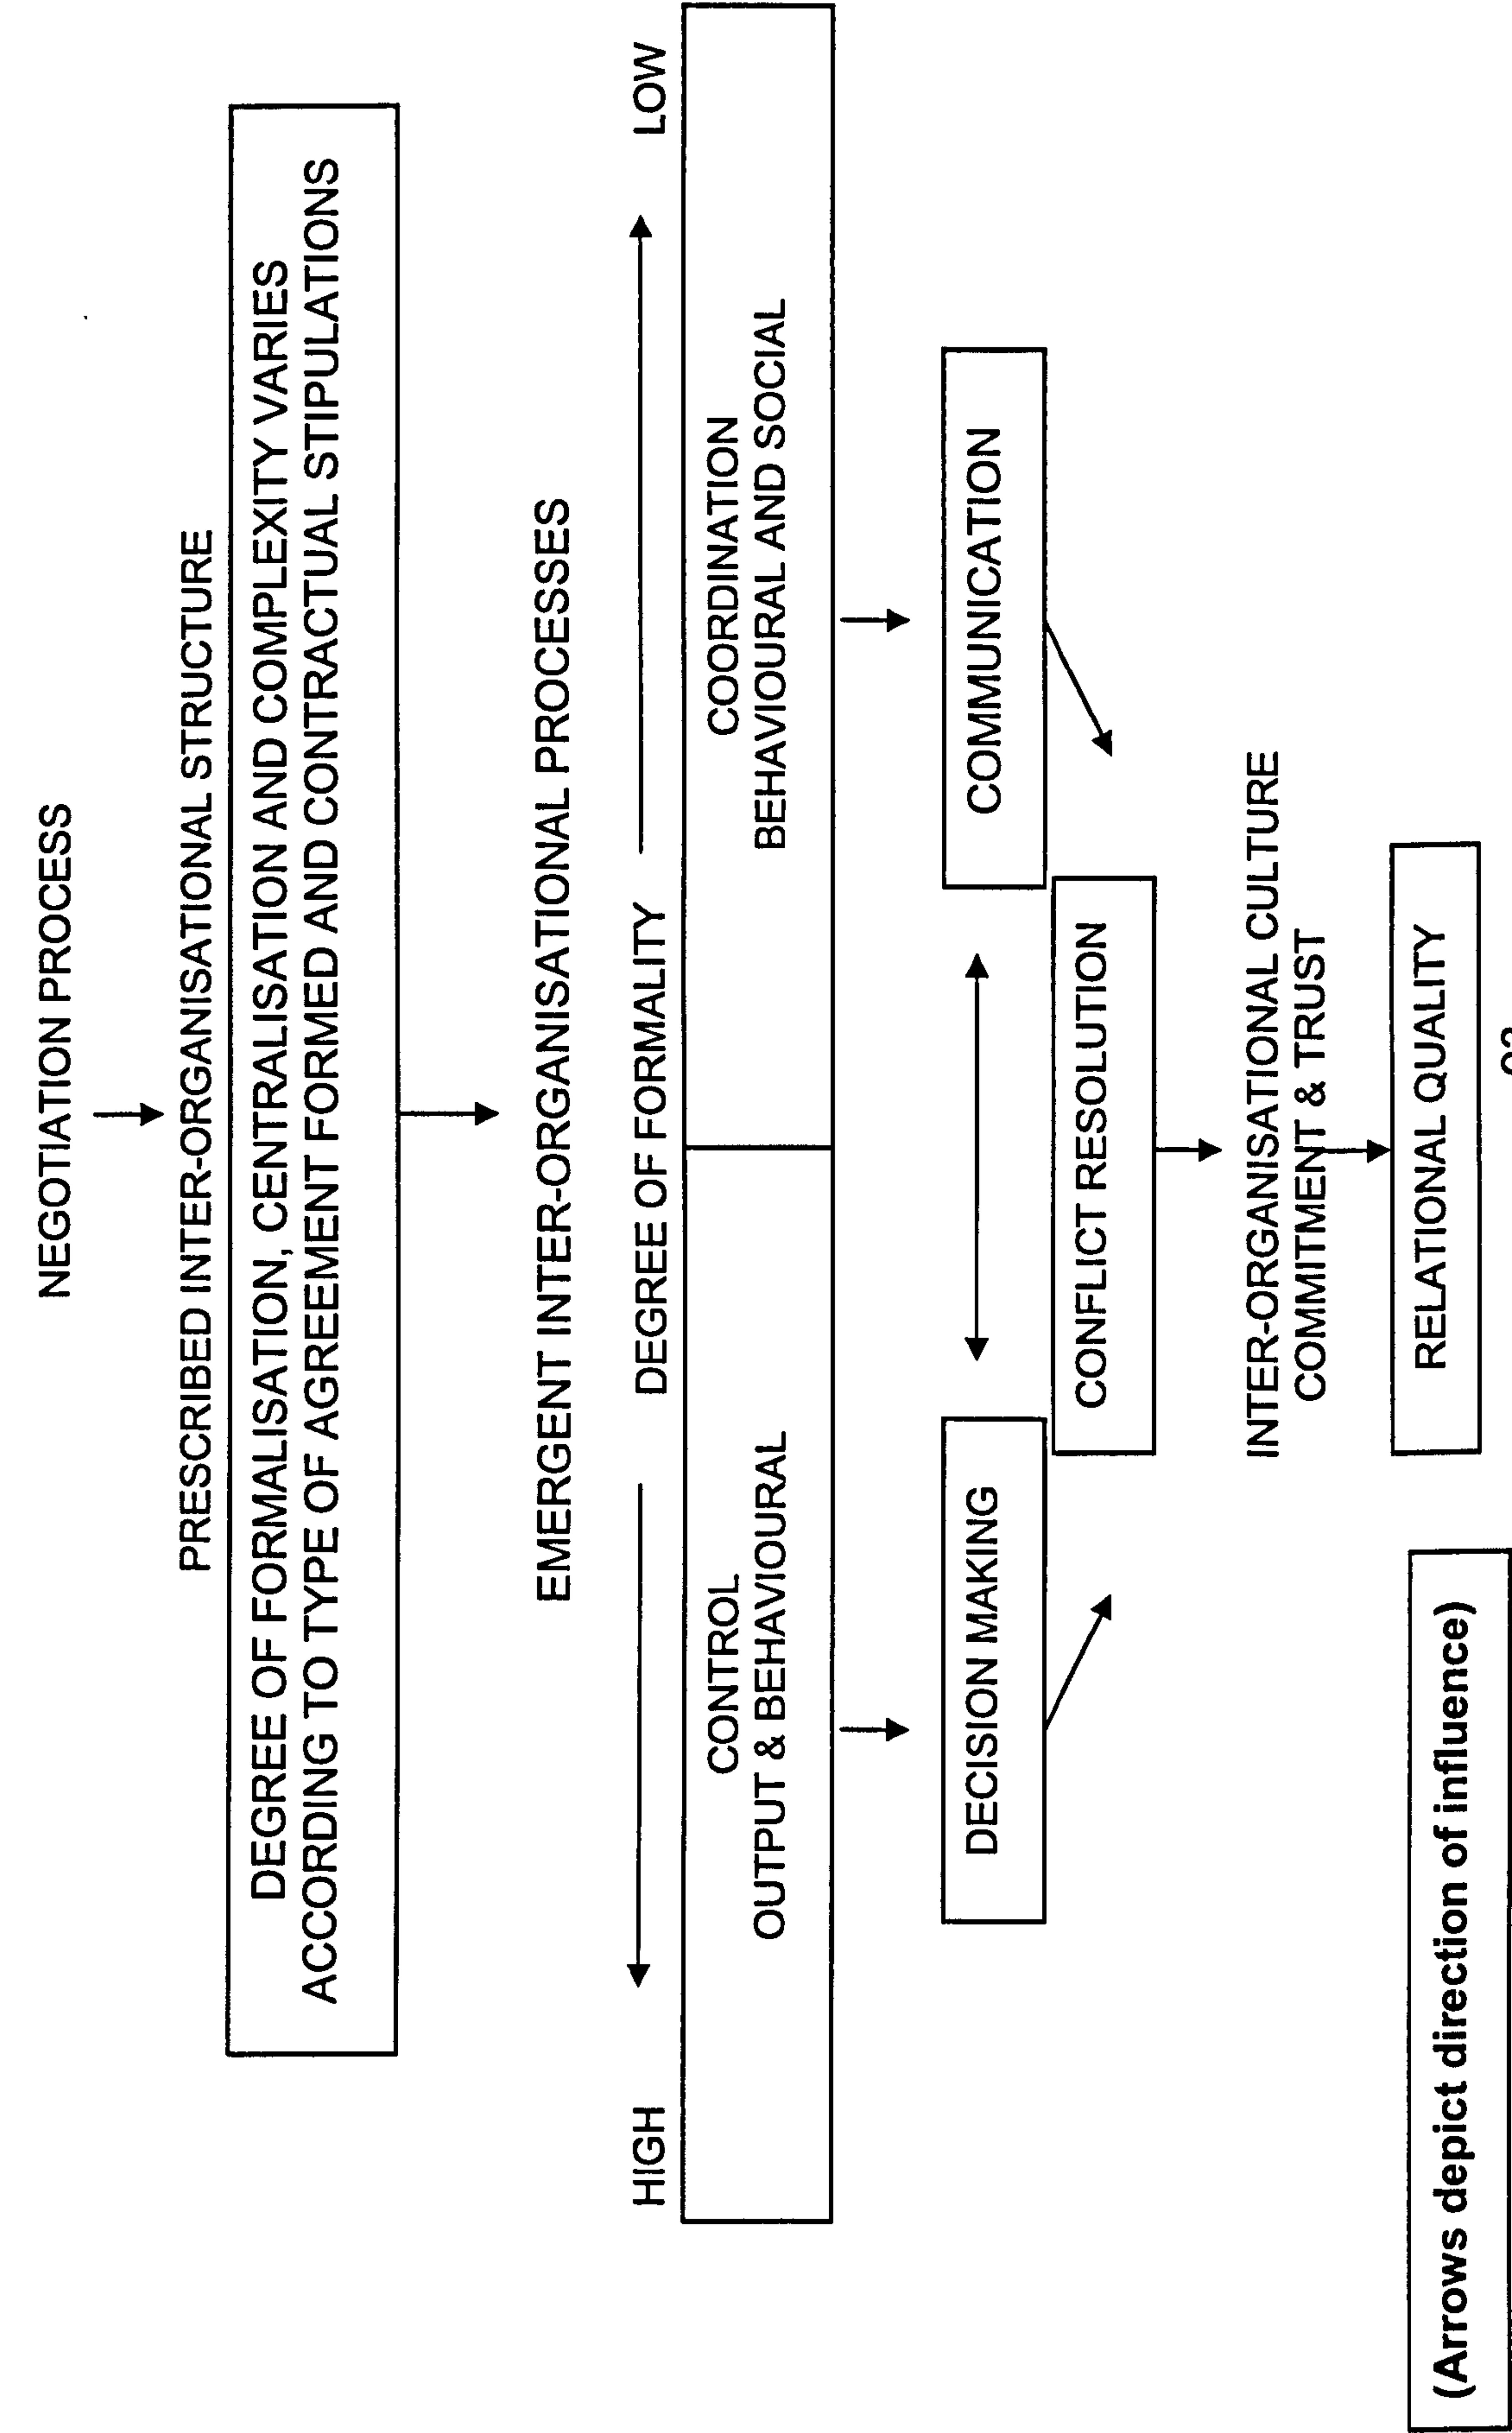 NEGOTIATION PROCESS
PRESCRIBED INTER-ORGANISATIONAL STRUCTURE
DEGREE OF FORMALISATION, CENTRALISATION AND COMPLEXITY VARIES
ACCORDING TO TYPE OF AGREEMENT FORMED AND CONTRACTUAL STIPULATIONS
EMERGENT INTER-ORGANISATIONAL PROCESSES
HIGH
DEGREE OF FORMALITY
LOW
CONTROL
OUTPUT & BEHAVIOURAL
COORDINATION
BEHAVIOURAL AND SOCIAL
DECISION MAKING
COMMUNICATION
CONFLICT RESOLUTION
INTER-ORGANISATIONAL CULTURE
COMMITMENT & TRUST
RELATIONAL QUALITY
(Arrows depict direction of influence)